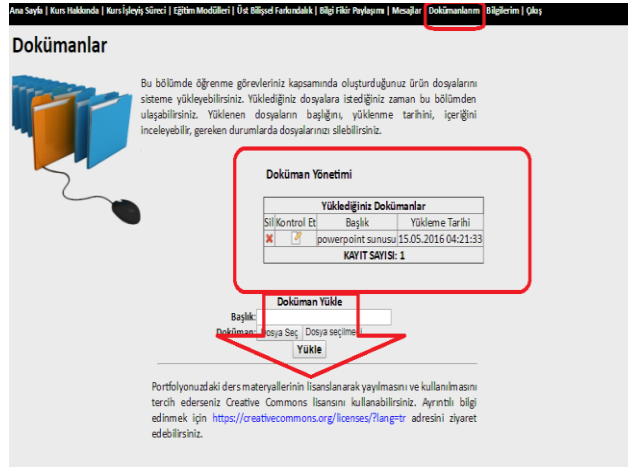 Ana Sayfa | Kurs Hakkında | Kurs İşleyiş Süreci | Eğitim Modülleri | Üst Bilişsel Farkındalık | Bilgi Fikir Paylaşımı | Mesajlar | Dokümanlarım | Bilgilerim | Çıkış
Dokümanlar
Bu bölümde öğrenme görevleriniz kapsamında oluşturduğunuz ürün dosyalarını
sisteme yükleyebilirsiniz. Yüklediğiniz dosyalara istediğiniz zaman bu bölümden
ulaşabilirsiniz. Yüklenen dosyaların başlığını, yüklenme tarihini, içeriğini
inceleyebilir, gereken durumlarda dosyalarınızı silebilirsiniz.
Doküman Yönetimi
Yüklediğiniz Dokümanlar
Sil Kontrol Et Başlık Yükleme Tarihi
powerpoint sunusu 15.05.2016 04:21:33
KAYIT SAYISI: 1
Doküman Yükle
Başlık:
Doküman: Dosya Seç Dosya seçilmedi
Yükle
Portfolyonuzdaki ders materyallerinin lisanslanarak yayılmasını ve kullanılmasını
tercih ederseniz Creative Commons lisansını kullanabilirsiniz. Ayrıntılı bilgi
edinmek için https://creativecommons.org/licenses/?lang=tr adresini ziyaret
edebilirsiniz.